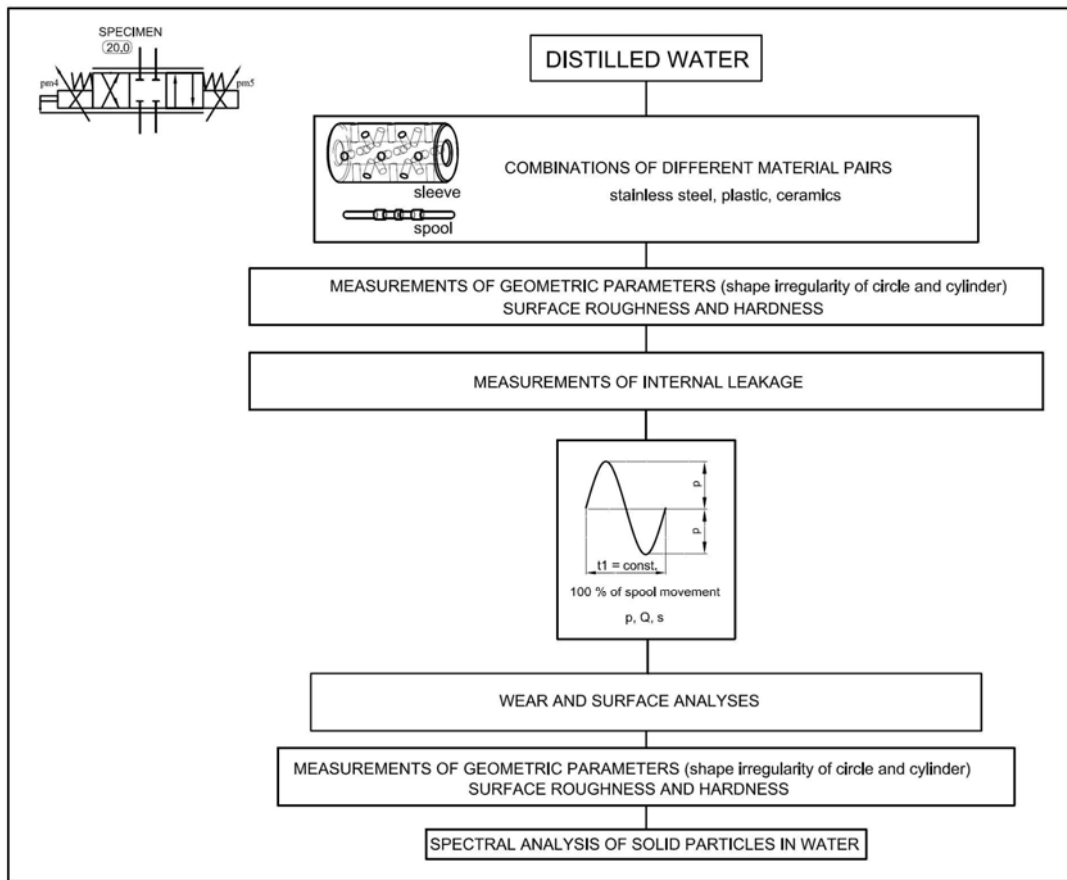 SPECIMEN
20.0
pm4
pm5
DISTILLED WATER
COMBINATIONS OF DIFFERENT MATERIAL PAIRS
stainless steel, plastic, ceramics
sleeve
spool
MEASUREMENTS OF GEOMETRIC PARAMETERS (shape irregularity of circle and cylinder)
SURFACE ROUGHNESS AND HARDNESS
MEASUREMENTS OF INTERNAL LEAKAGE
p
p
t1 = const.
100 % of spool movement
p, Q, s
WEAR AND SURFACE ANALYSES
MEASUREMENTS OF GEOMETRIC PARAMETERS (shape irregularity of circle and cylinder)
SURFACE ROUGHNESS AND HARDNESS
SPECTRAL ANALYSIS OF SOLID PARTICLES IN WATER